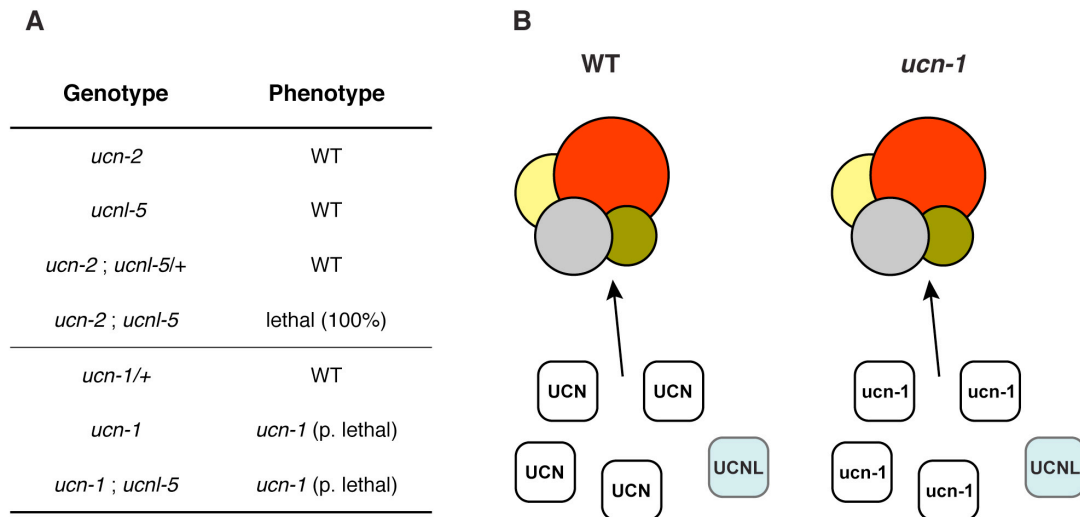 A
Genotype Phenotype
ucn-2 WT
ucnl-5 WT
ucn-2 ; ucnl-5/+ WT
ucn-2 ; ucnl-5 lethal (100%)
ucn-1/+ WT
ucn-1 ucn-1 (p. lethal)
ucn-1 ; ucnl-5 ucn-1 (p. lethal)
B
WT ucn-1
UCN UCN ucn-1 ucn-1
UCN UCN UCNL ucn-1 ucn-1 UCNL